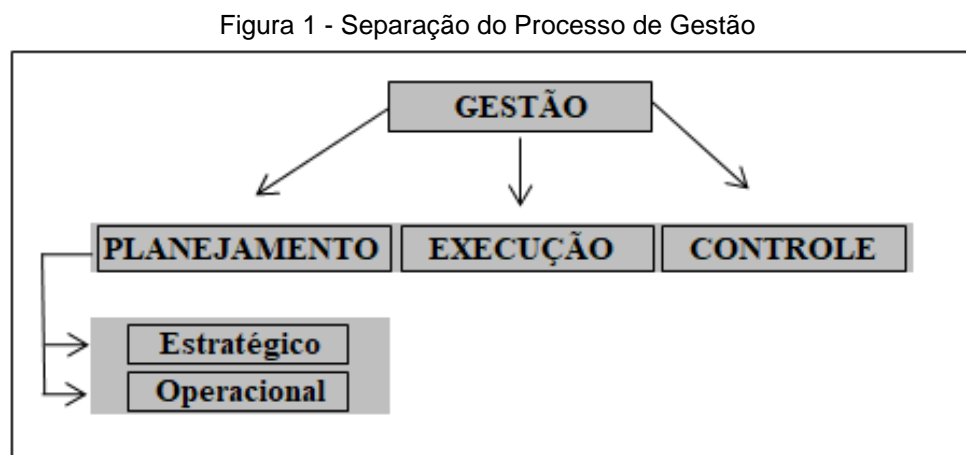 Figura 1 - Separação do Processo de Gestão
GESTÃO
PLANEJAMENTO EXECUÇÃO CONTROLE
Estratégico
Operacional